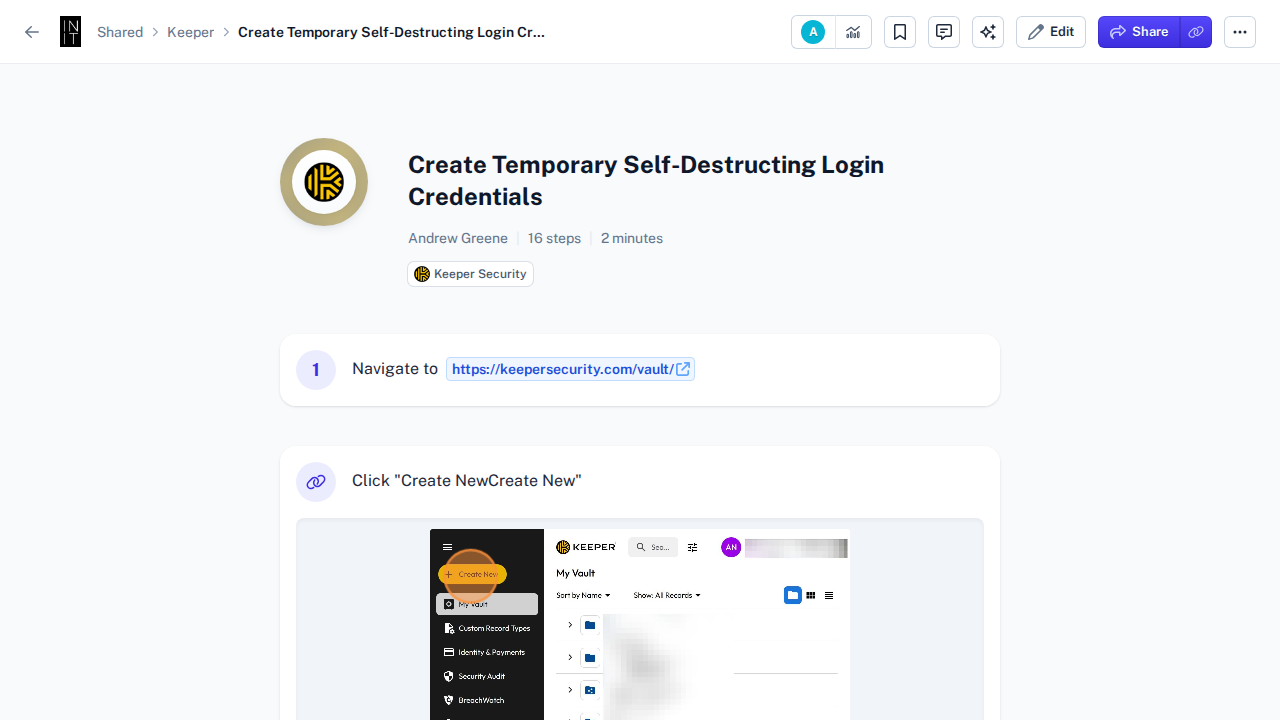 IN
IT
Shared
Keeper
Create Temporary Self-Destructing Login Cr...
A
Edit
Share
Create Temporary Self-Destructing Login
Credentials
Andrew Greene
16 steps
2 minutes
Keeper Security
1
Navigate to https://keepersecurity.com/vault/
Click "Create NewCreate New"
KEEPER
Sea...
AN
Create New
My Vault
Sort by Name
Show: All Records
My Vault
Custom Record Types
Identity & Payments
Security Audit
BreachWatch